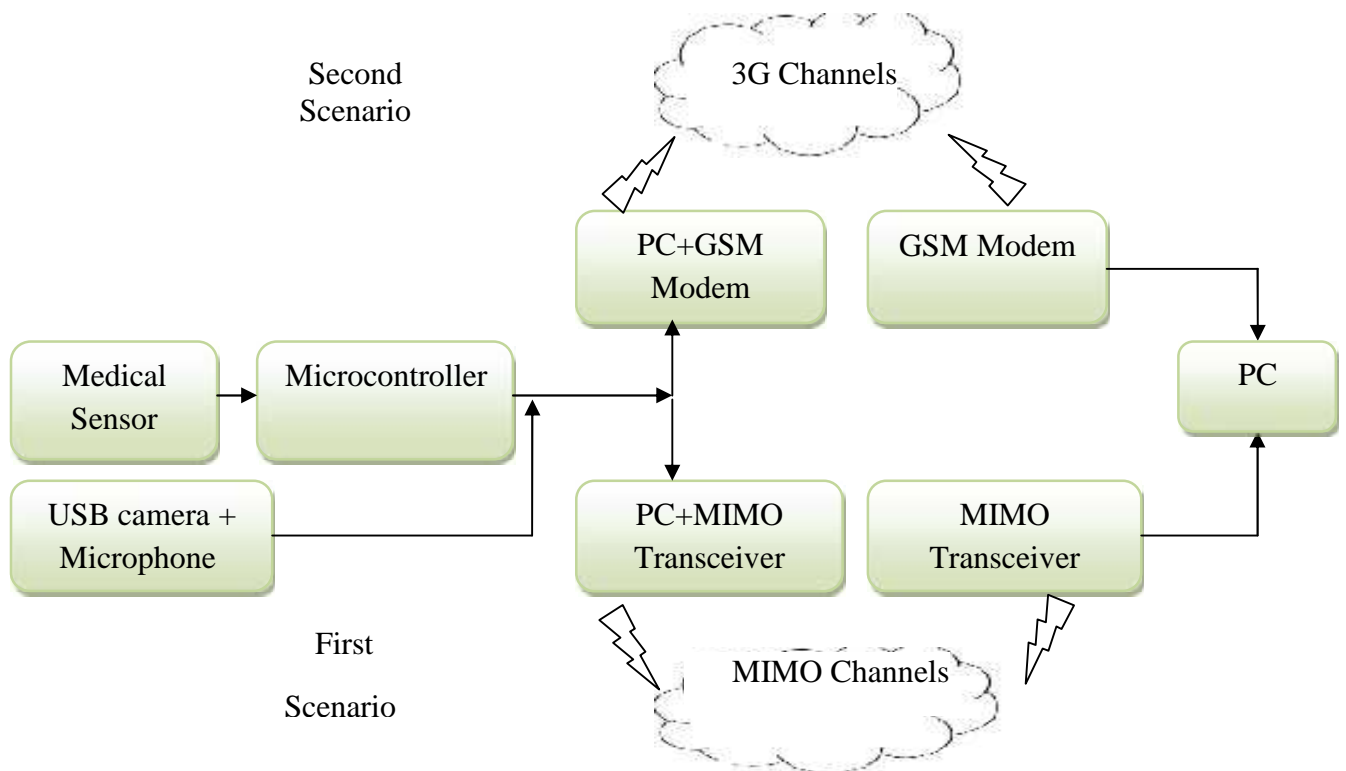 Second
Scenario
3G Channels
PC+GSM
Modem
GSM Modem
Medical
Sensor
Microcontroller
PC
USB camera +
Microphone
PC+MIMO
Transceiver
MIMO
Transceiver
First
Scenario
MIMO Channels